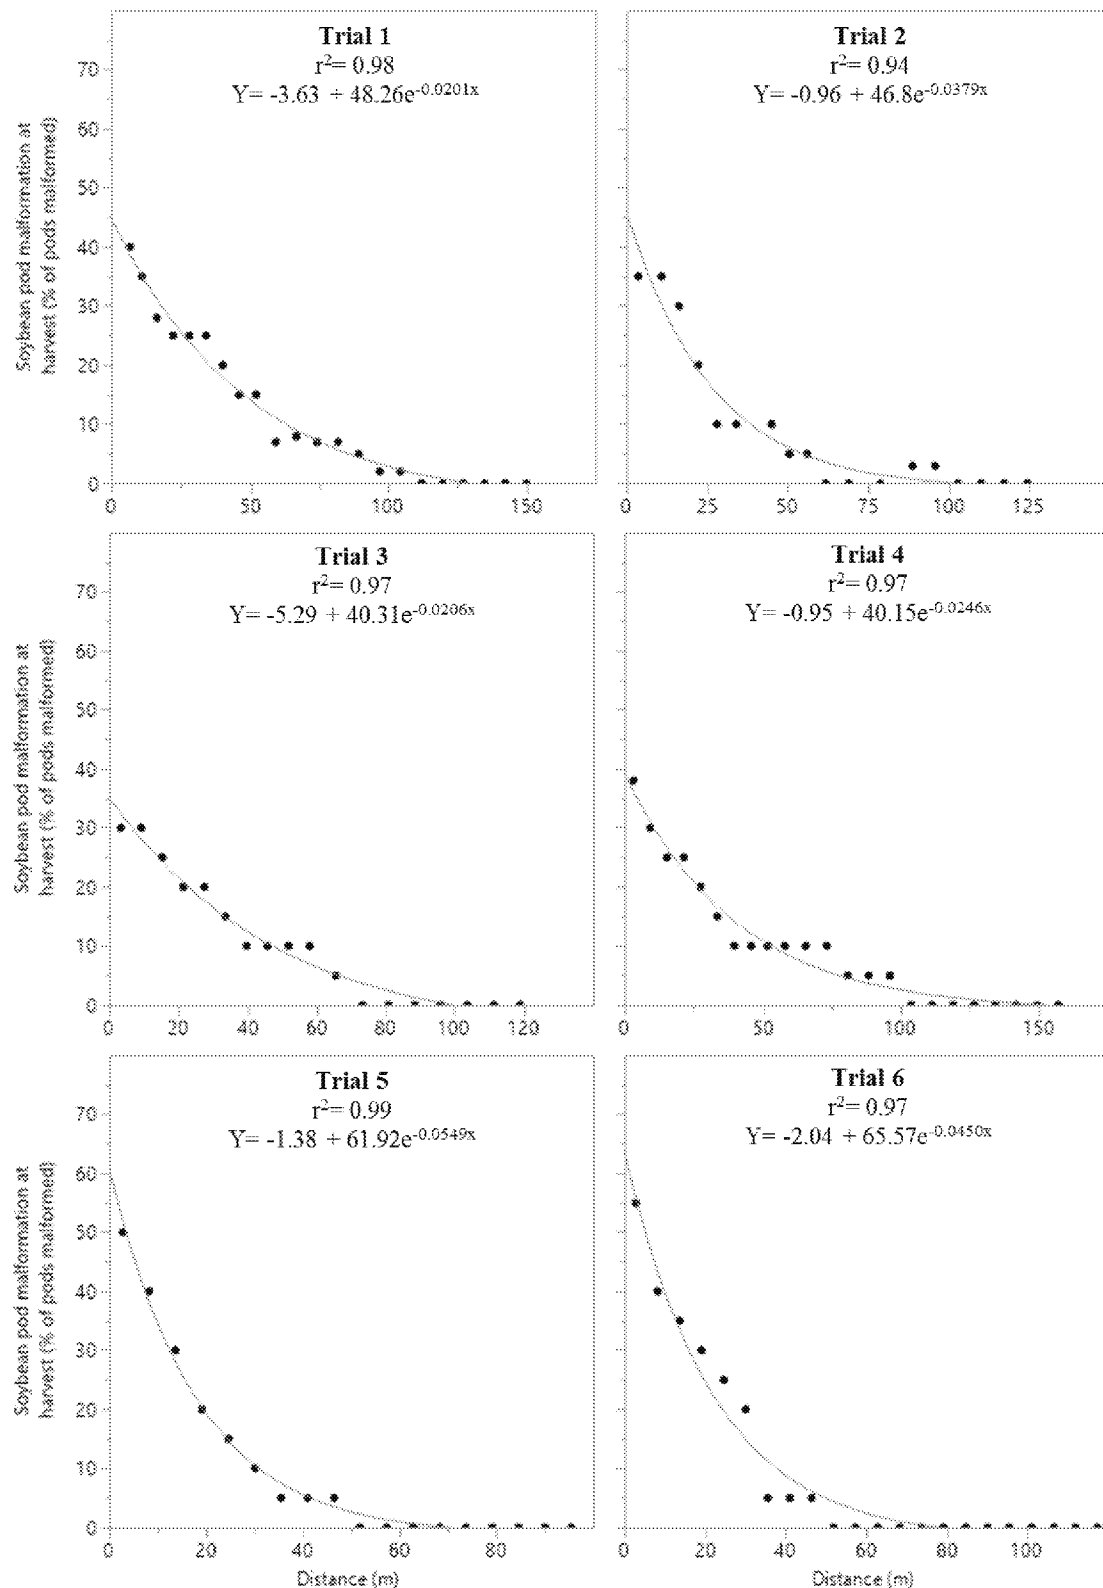 Trial 1
r²= 0.98
Y= -3.63 + 48.26e^-0.0201x
Soybean pod malformation at
harvest (% of pods malformed)
70
60
50
40
30
20
10
0
0 50 100 150
Trial 2
r²= 0.94
Y= -0.96 + 46.8e^-0.0379x
0 25 50 75 100 125
Trial 3
r²= 0.97
Y= -5.29 + 40.31e^-0.0206x
Soybean pod malformation at
harvest (% of pods malformed)
70
60
50
40
30
20
10
0
0 20 40 60 80 100 120
Trial 4
r²= 0.97
Y= -0.95 + 40.15e^-0.0246x
0 50 100 150
Trial 5
r²= 0.99
Y= -1.38 + 61.92e^-0.0549x
Soybean pod malformation at
harvest (% of pods malformed)
70
60
50
40
30
20
10
0
0 20 40 60 80
Distance (m)
Trial 6
r²= 0.97
Y= -2.04 + 65.57e^-0.0450x
0 20 40 60 80 100
Distance (m)